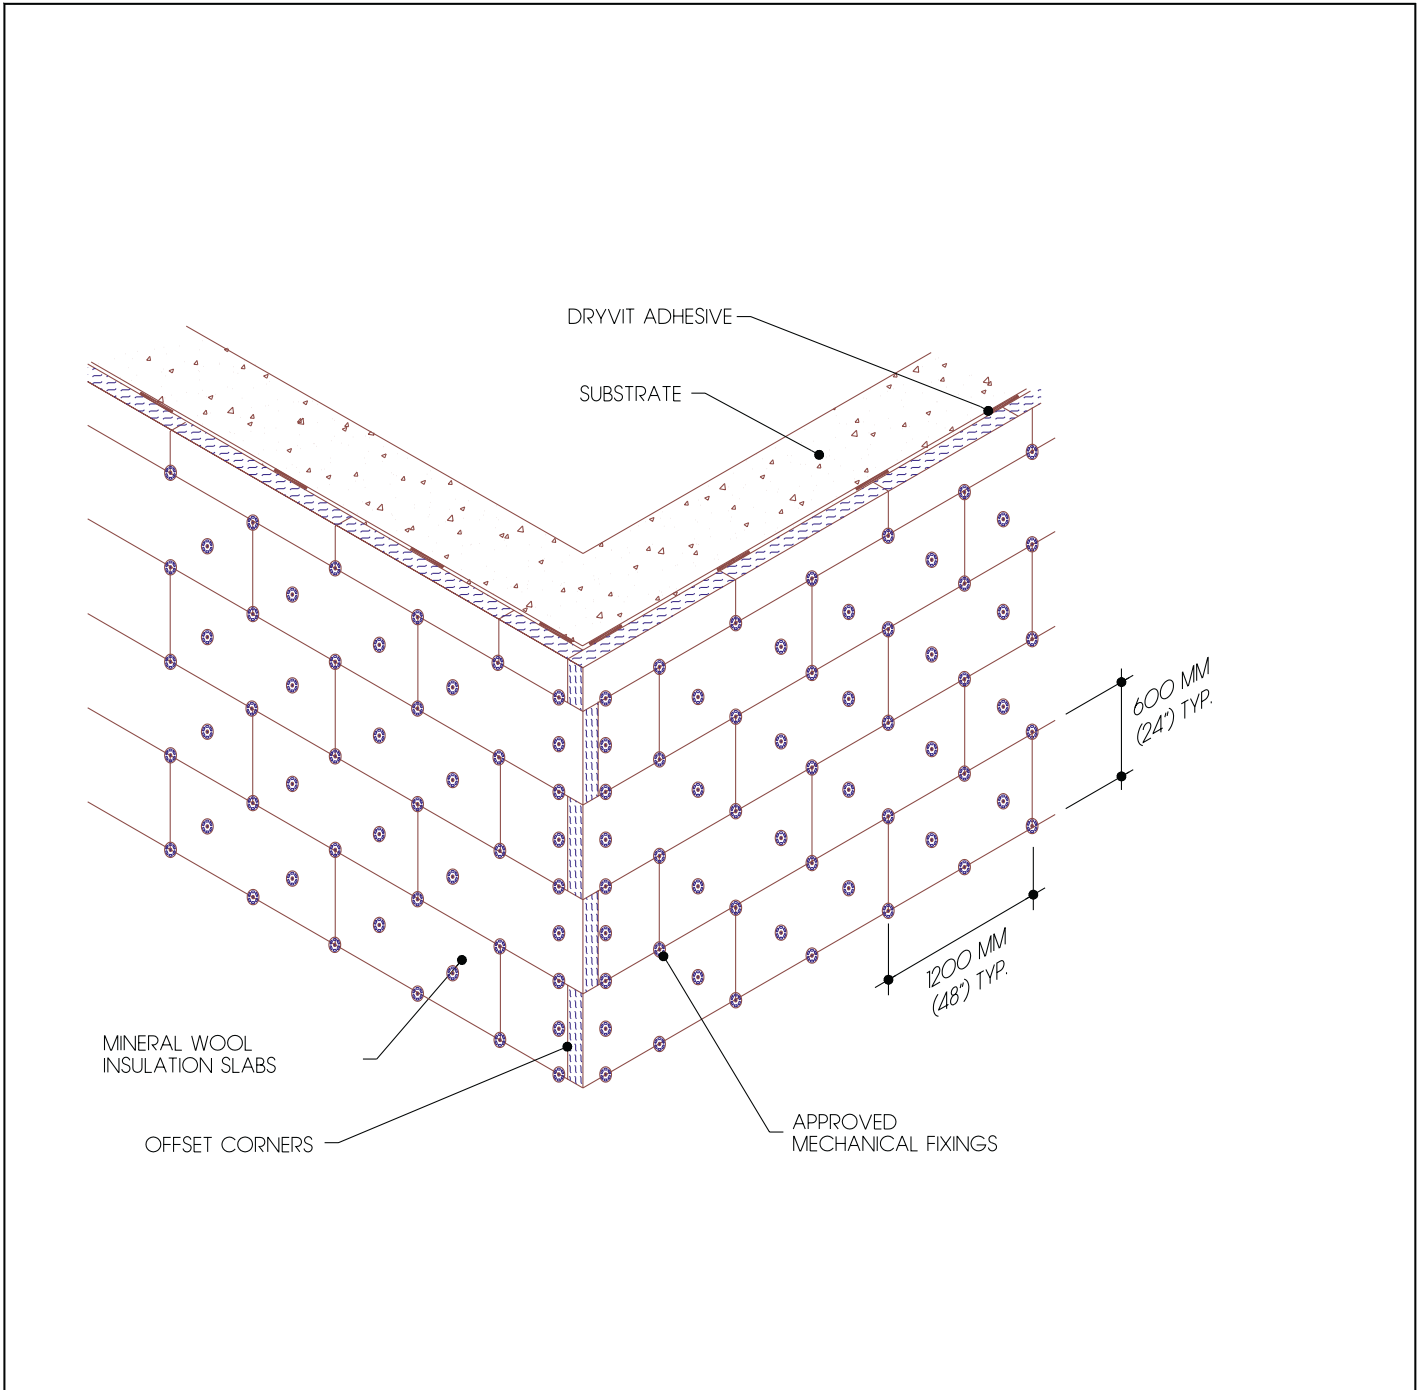 DRYVIT ADHESIVE
SUBSTRATE
600 MM
(24") TYP.
1200 MM
(48") TYP.
MINERAL WOOL
INSULATION SLABS
OFFSET CORNERS
APPROVED
MECHANICAL FIXINGS